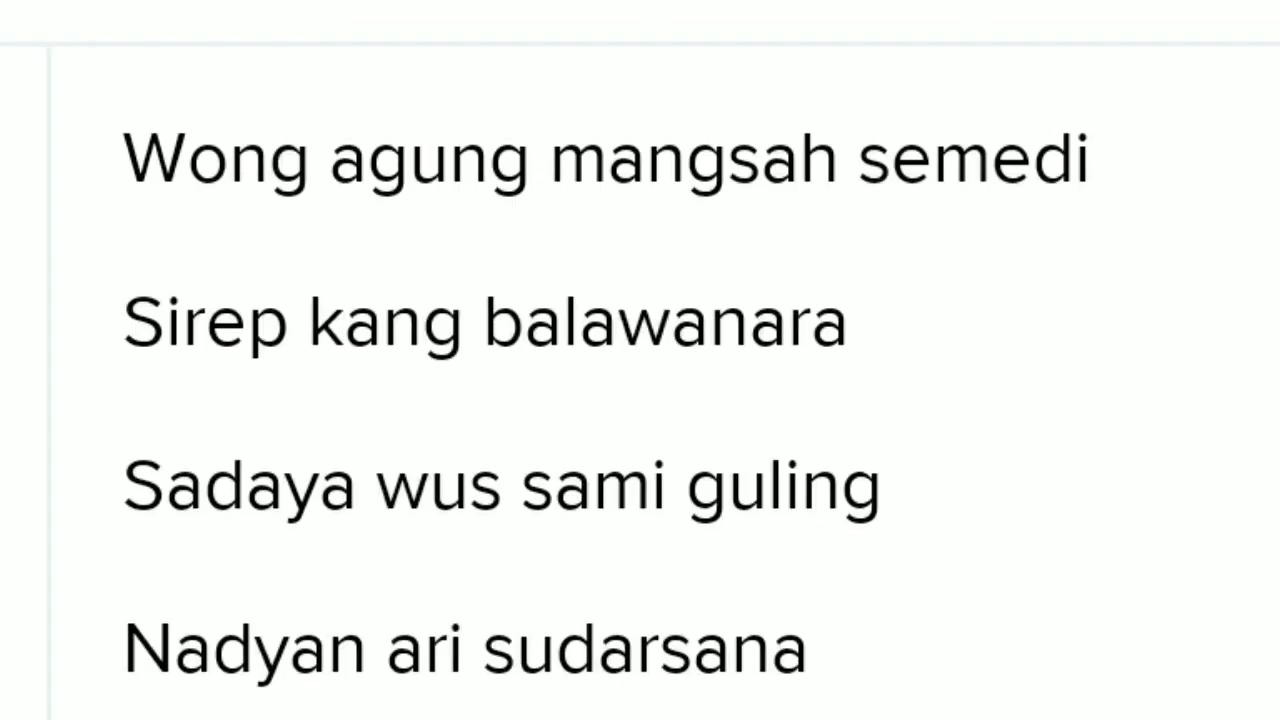 Wong agung mangsah semedi
Sirep kang balawanara
Sadaya wus sami guling
Nadyan ari sudarsana